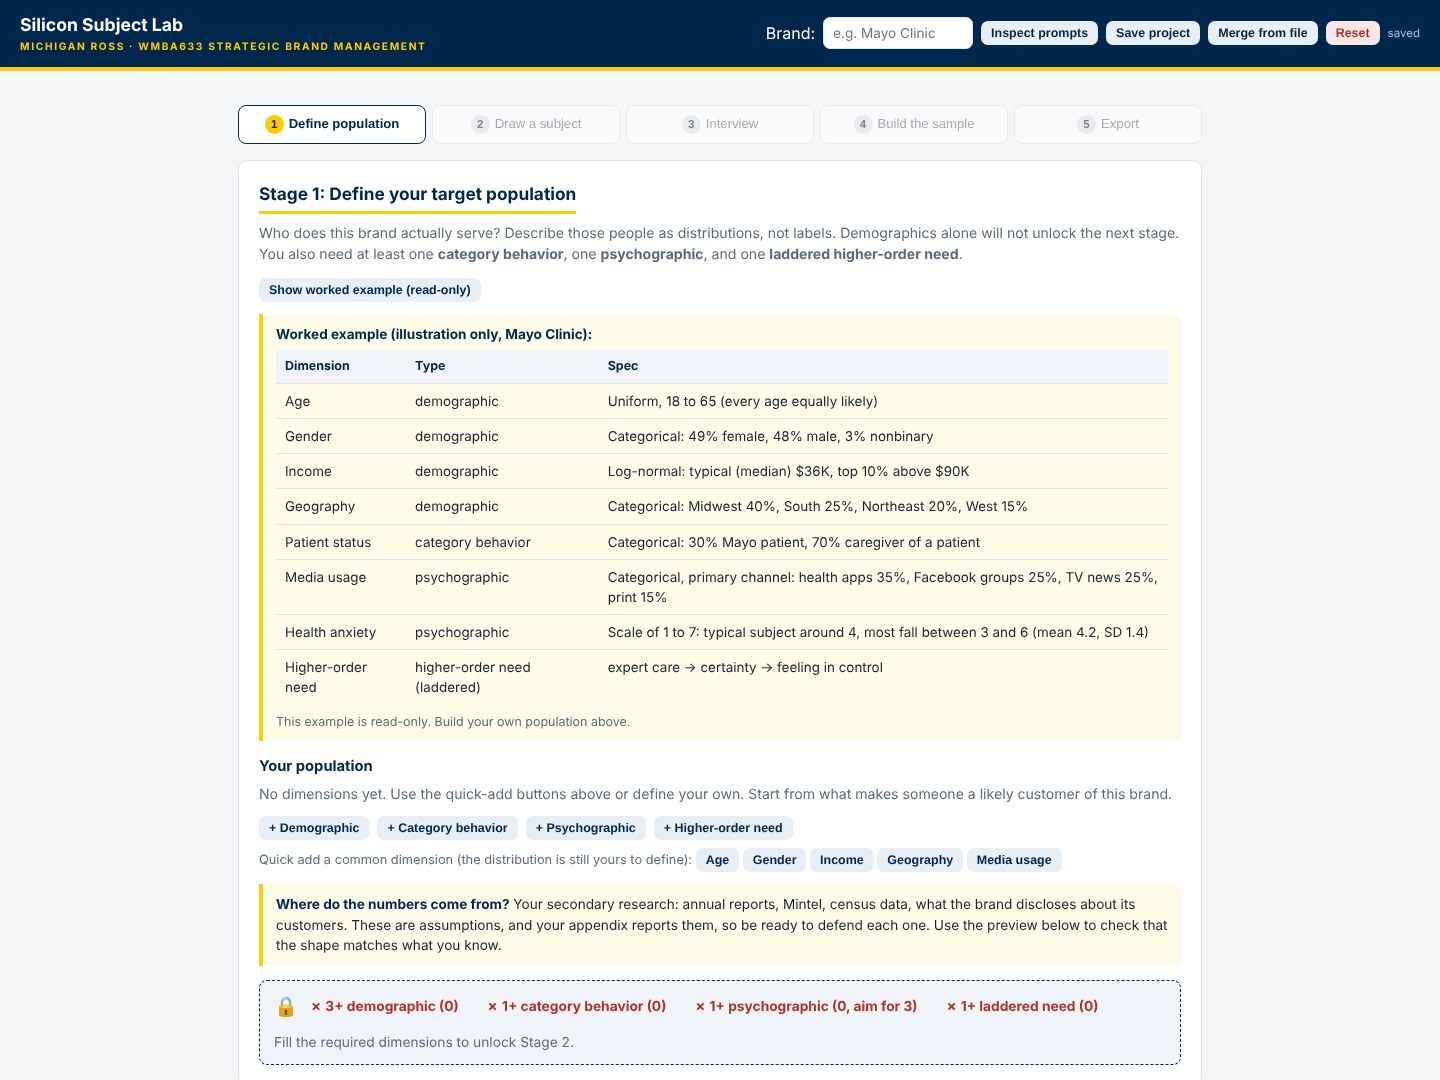 Silicon Subject Lab
MICHIGAN ROSS · WMBA633 STRATEGIC BRAND MANAGEMENT
Brand: e.g. Mayo Clinic Inspect prompts Save project Merge from file Reset saved
1 Define population 2 Draw a subject 3 Interview 4 Build the sample 5 Export
Stage 1: Define your target population
Who does this brand actually serve? Describe those people as distributions, not labels. Demographics alone will not unlock the next stage.
You also need at least one category behavior, one psychographic, and one laddered higher-order need.
Show worked example (read-only)
Worked example (illustration only, Mayo Clinic):
Dimension Type Spec
Age demographic Uniform, 18 to 65 (every age equally likely)
Gender demographic Categorical: 49% female, 48% male, 3% nonbinary
Income demographic Log-normal: typical (median) $36K, top 10% above $90K
Geography demographic Categorical: Midwest 40%, South 25%, Northeast 20%, West 15%
Patient status category behavior Categorical: 30% Mayo patient, 70% caregiver of a patient
Media usage psychographic Categorical, primary channel: health apps 35%, Facebook groups 25%, TV news 25%,
print 15%
Health anxiety psychographic Scale of 1 to 7: typical subject around 4, most fall between 3 and 6 (mean 4.2, SD 1.4)
Higher-order higher-order need expert care → certainty → feeling in control
need (laddered)
This example is read-only. Build your own population above.
Your population
No dimensions yet. Use the quick-add buttons above or define your own. Start from what makes someone a likely customer of this brand.
+ Demographic + Category behavior + Psychographic + Higher-order need
Quick add a common dimension (the distribution is still yours to define): Age Gender Income Geography Media usage
Where do the numbers come from? Your secondary research: annual reports, Mintel, census data, what the brand discloses about its
customers. These are assumptions, and your appendix reports them, so be ready to defend each one. Use the preview below to check that
the shape matches what you know.
× 3+ demographic (0) × 1+ category behavior (0) × 1+ psychographic (0, aim for 3) × 1+ laddered need (0)
Fill the required dimensions to unlock Stage 2.